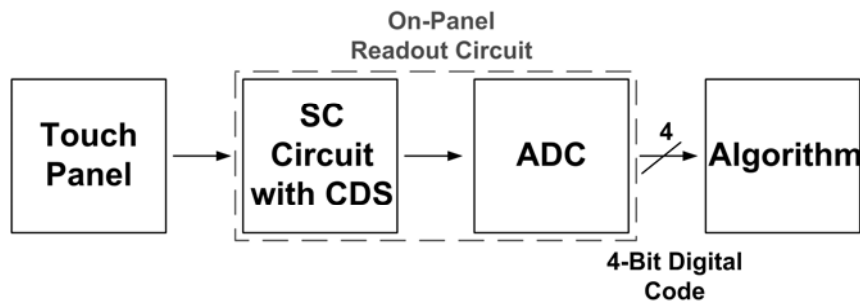 On-Panel
Readout Circuit
Touch
Panel
SC
Circuit
with CDS
ADC
4
Algorithm
4-Bit Digital
Code